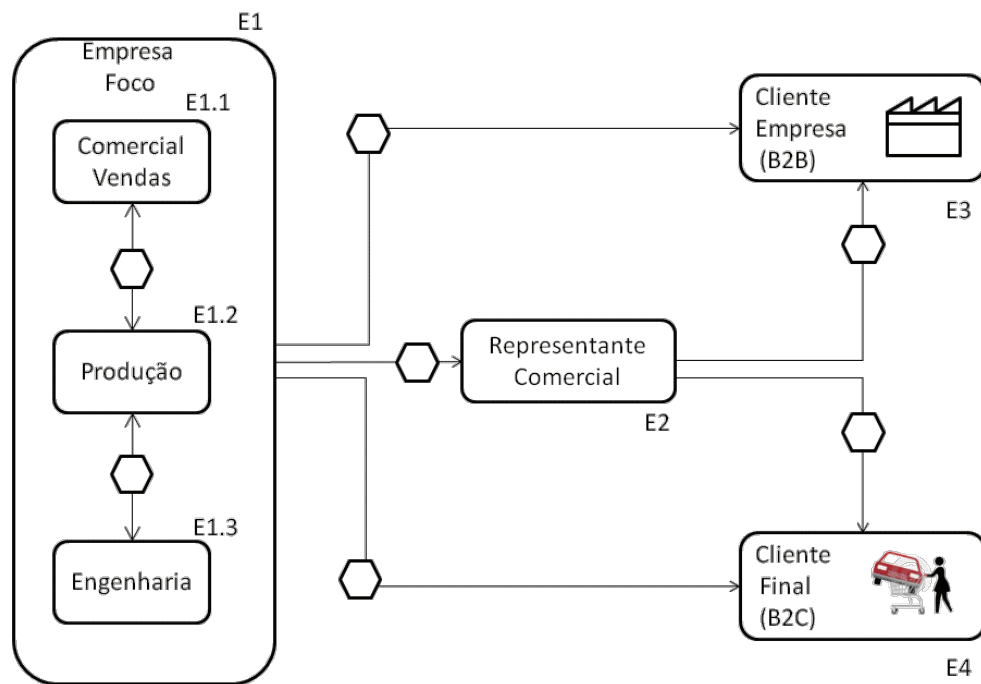 E1
Empresa
Foco
E1.1
Comercial
Vendas
E1.2
Produção
E1.3
Engenharia
Representante
Comercial
E2
Cliente
Empresa
(B2B)
E3
Cliente
Final
(B2C)
E4